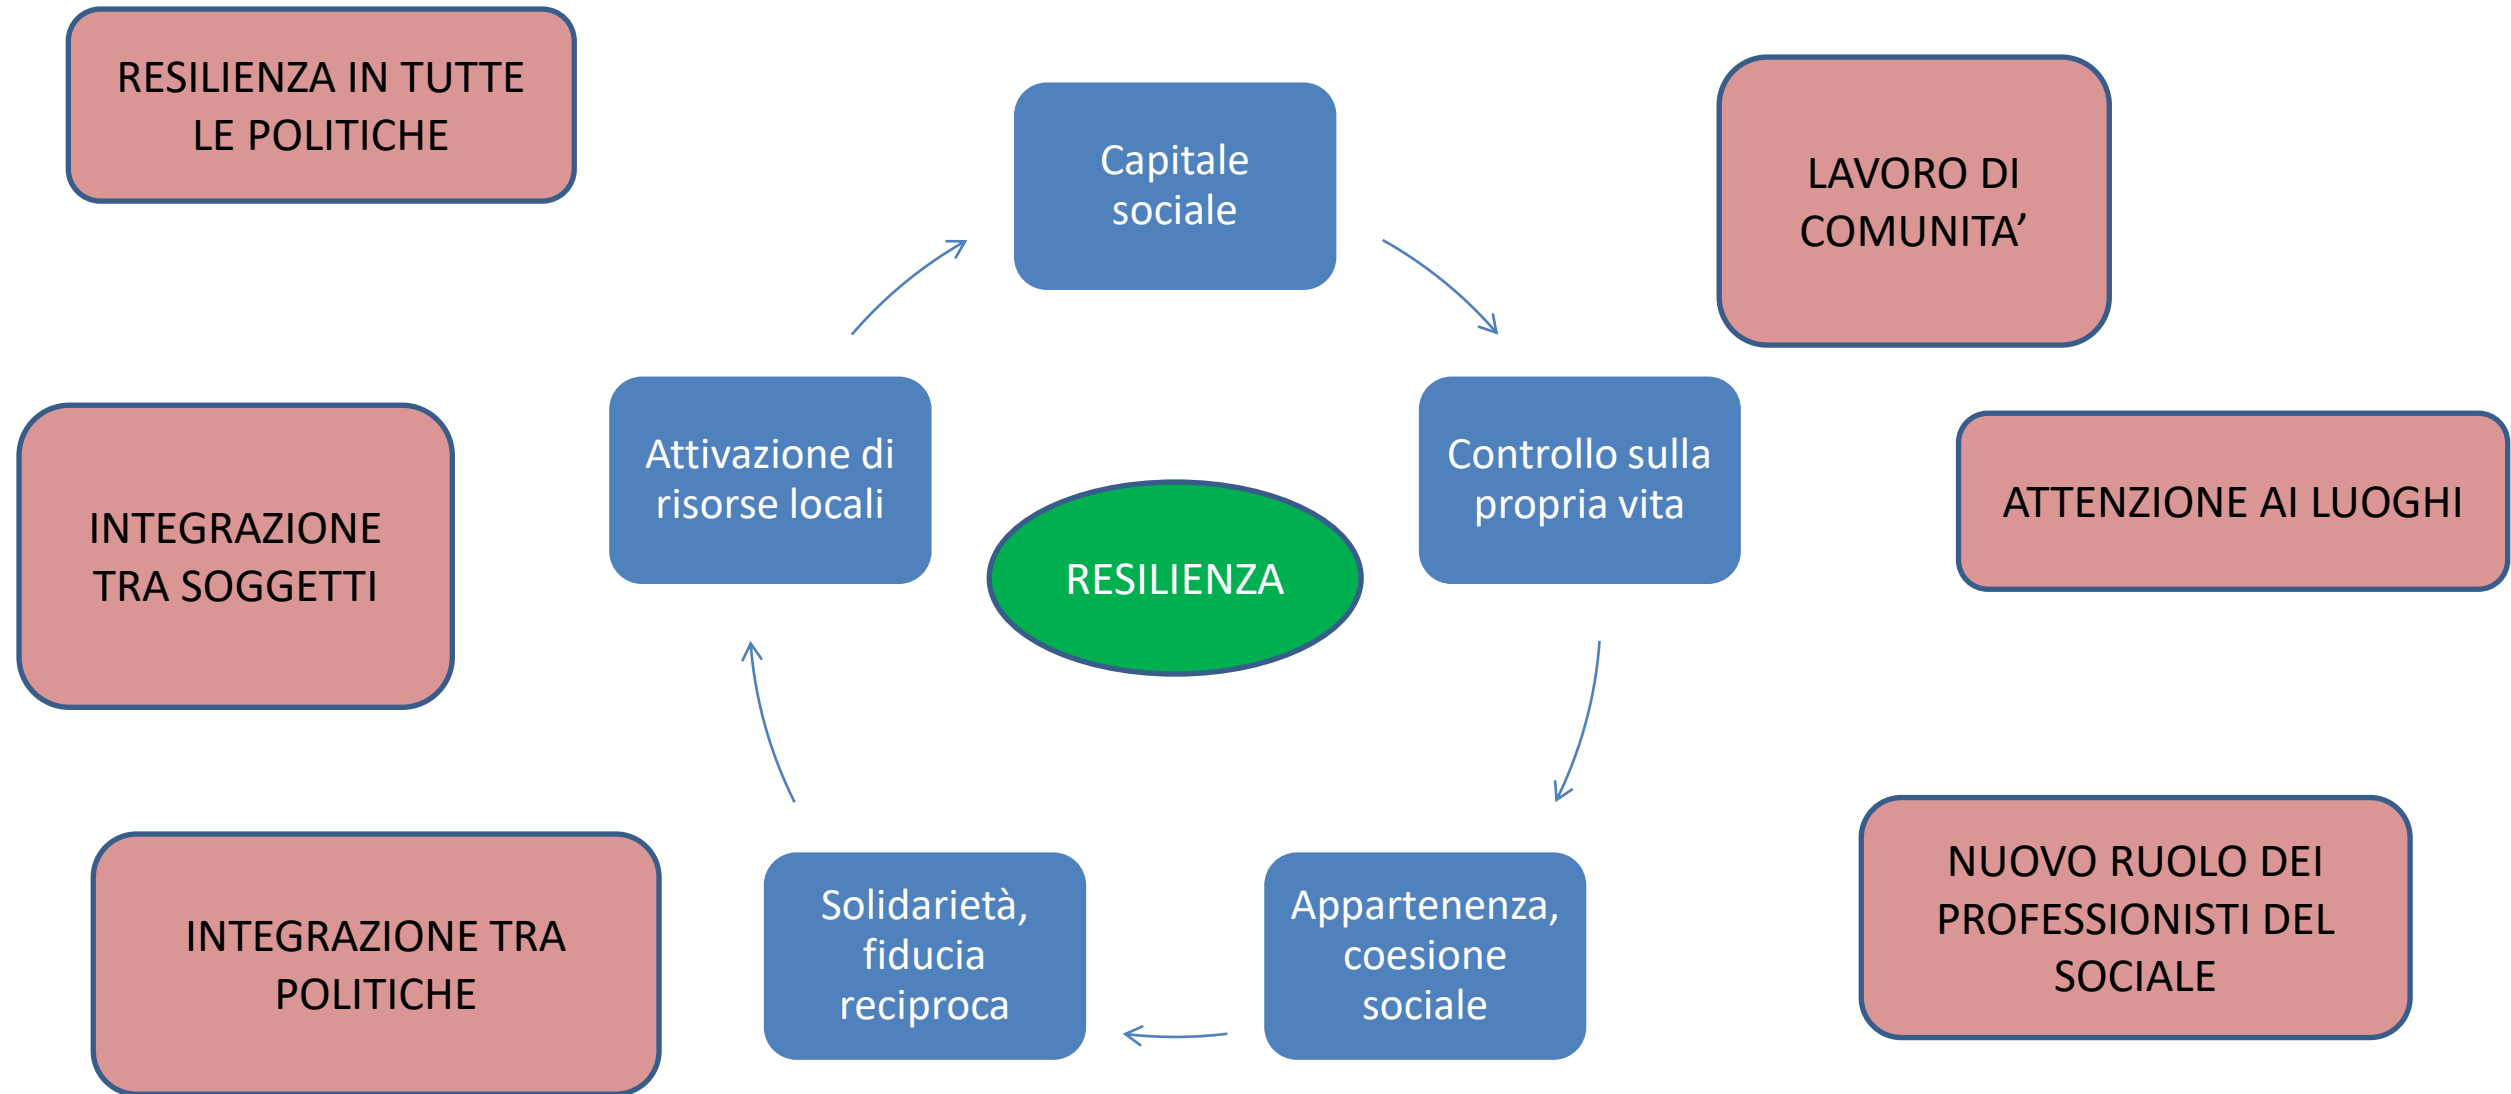 RESILIENZA IN TUTTE
LE POLITICHE
Capitale
sociale
LAVORO DI
COMUNITA’
Attivazione di
risorse locali
Controllo sulla
propria vita
INTEGRAZIONE
TRA SOGGETTI
RESILIENZA
ATTENZIONE AI LUOGHI
INTEGRAZIONE TRA
POLITICHE
Solidarietà,
fiducia
reciproca
Appartenenza,
coesione
sociale
NUOVO RUOLO DEI
PROFESSIONISTI DEL
SOCIALE